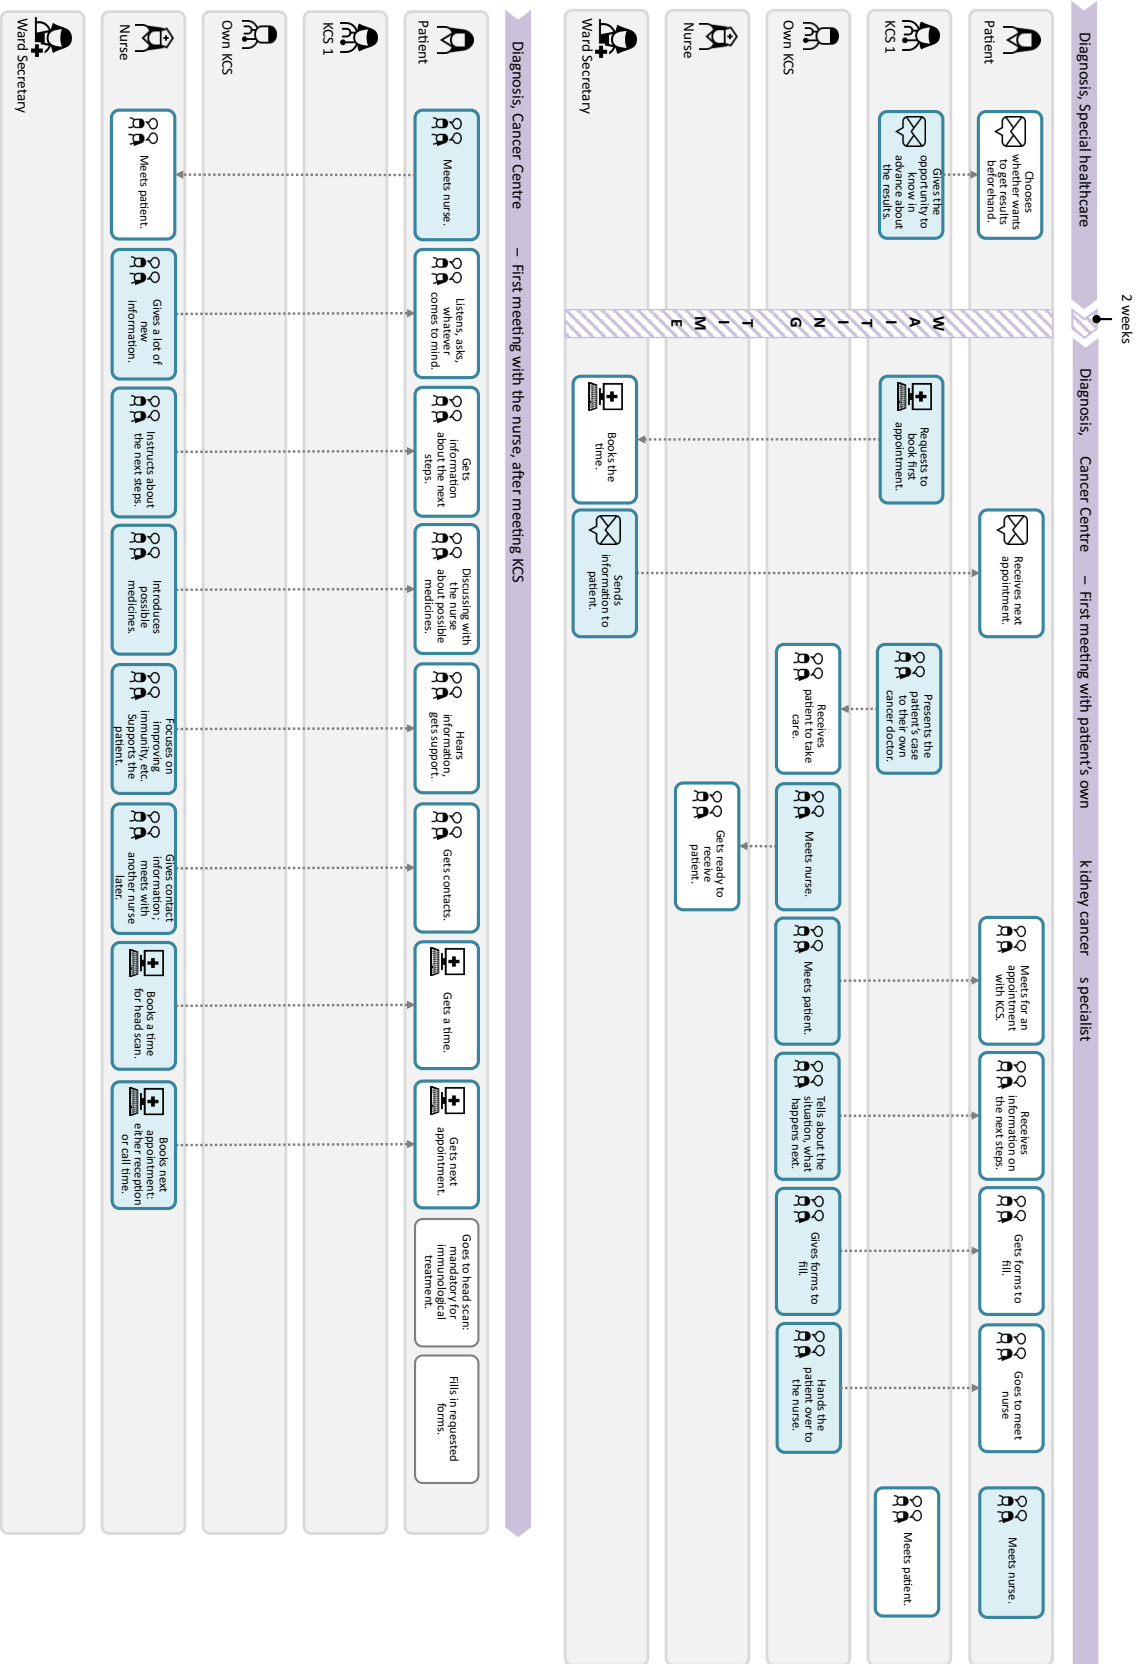 2 weeks
Diagnosis, Special healthcare
Diagnosis, Cancer Centre – First meeting with patient's own kidney cancer specialist
Patient
Chooses
whether wants
to get results
beforehand.
Receives next
appointment.
Meets for an
appointment
with KCS.
Receives
information on
the next steps.
Gets forms to
fill.
Goes to meet
nurse
Meets nurse.
KCS 1
Gives the
opportunity to
know in
advance about
the results.
Requests to
book first
appointment.
Presents the
patient's case
to their own
cancer doctor.
Meets patient.
WAITING TIME
Own KCS
Receives
patient to take
care.
Meets nurse.
Meets patient.
Tells about the
situation, what
happens next.
Gives forms to
fill.
Hands the
patient over to
the nurse.
Nurse
Gets ready to
receive
patient.
Ward Secretary
Books the
time.
Sends
information to
patient.
Diagnosis, Cancer Centre – First meeting with the nurse, after meeting KCS
Patient
Meets nurse.
Listens, asks,
whatever
comes to mind.
Gets
information
about the next
steps.
Discussing with
the nurse
about possible
medicines.
Hears
information,
gets support.
Gets contacts.
Gets a time.
Gets next
appointment.
Goes to head scan:
mandatory for
immunological
treatment.
Fills in requested
forms.
KCS 1
Own KCS
Nurse
Meets patient.
Gives a lot of
new
information.
Instructs about
the next steps.
Introduces
possible
medicines.
Focuses on
improving
immunity, etc.
Supports the
patient.
Gives contact
information;
meets with
another nurse
later.
Books a time
for head scan.
Books next
appointment:
either reception
or call time.
Ward Secretary